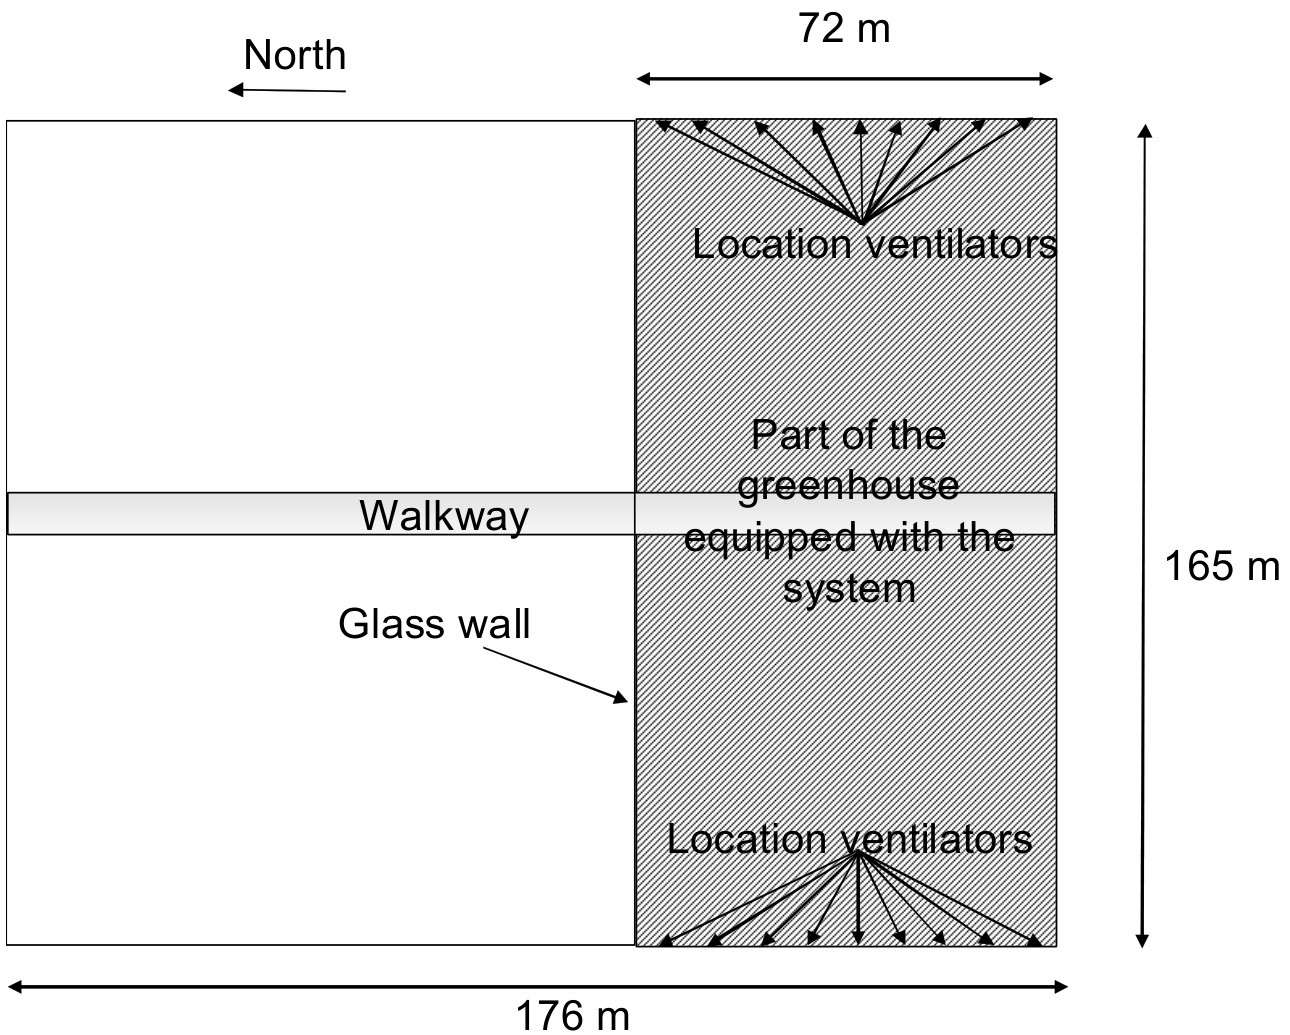 72 m
North
Location ventilators
Part of the
greenhouse
Walkway
equipped with the
system
165 m
Glass wall
Location ventilators
176 m